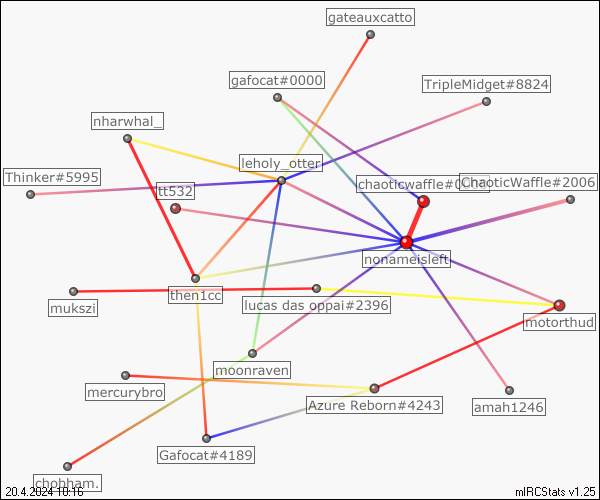 gateauxcatto
gafocat#0000
TripleMidget#8824
nharwhal_
leholy_otter
Thinker#5995
tt532
chaoticwaffle#0
ChaoticWaffle#2006
nonameisleft
then1cc
mukszi
lucas das oppai#2396
motorthud
moonraven
mercurybro
Azure Reborn#4243
amah1246
Gafocat#4189
chohham.
20.4.2024 10:16
mIRCStats v1.25